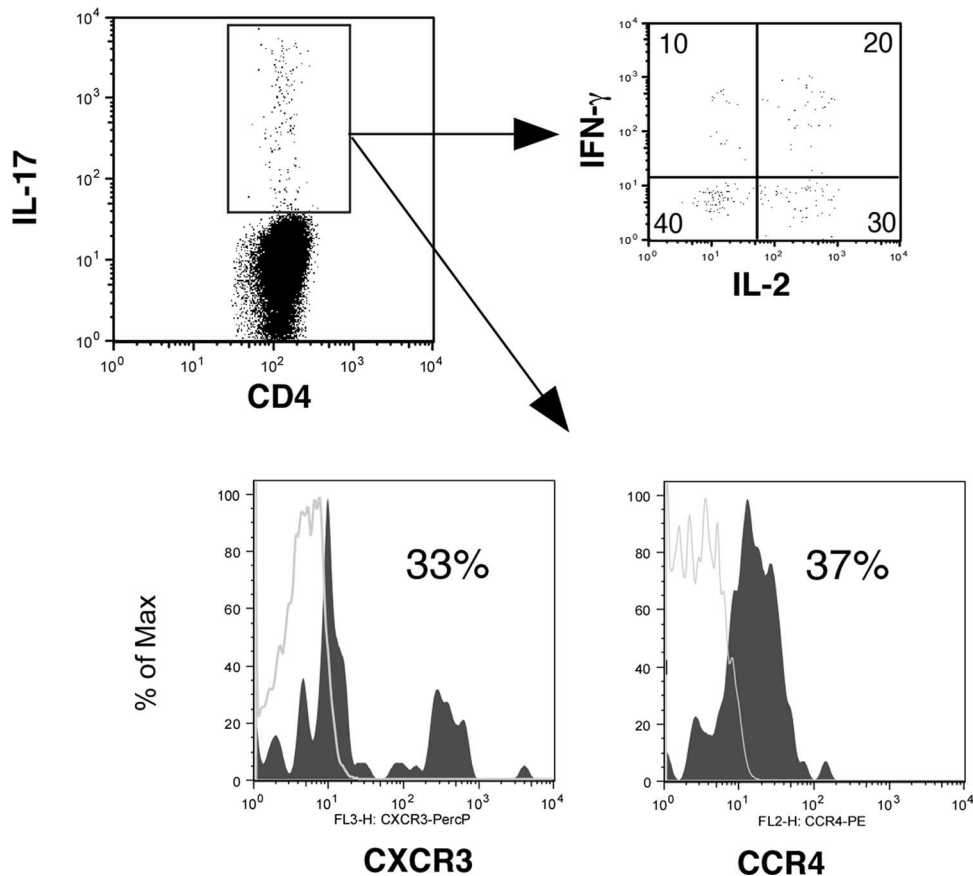 10⁴
10³
10²
10¹
10⁰
IL-17
10⁰ 10¹ 10² 10³ 10⁴
CD4
10⁴
10³
10²
10¹
10⁰
IFN-γ
10 20
40 30
10⁰ 10¹ 10² 10³ 10⁴
IL-2
% of Max
100
80
60
40
20
0
33%
10⁰ 10¹ 10² 10³ 10⁴
FL3-H: CXCR3-PercP
CXCR3
100
80
60
40
20
0
37%
10⁰ 10¹ 10² 10³ 10⁴
FL2-H: CCR4-PE
CCR4